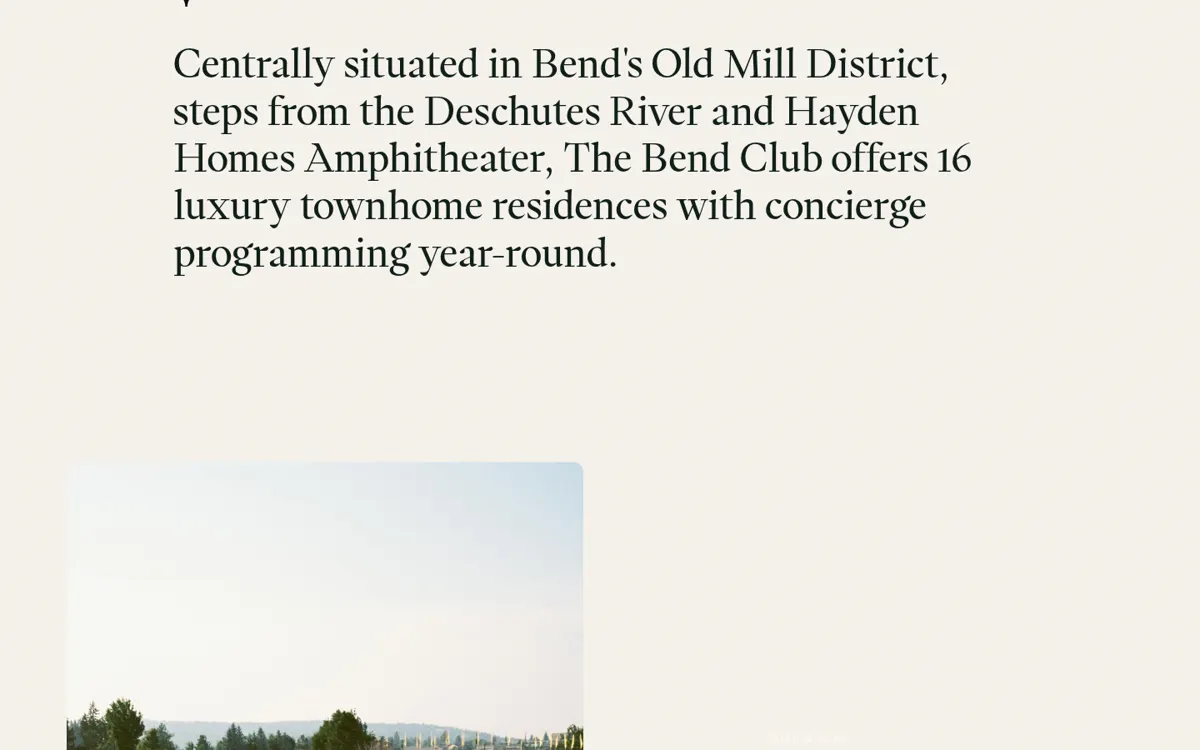 Centrally situated in Bend's Old Mill District,
steps from the Deschutes River and Hayden
Homes Amphitheater, The Bend Club offers 16
luxury townhome residences with concierge
programming year-round.